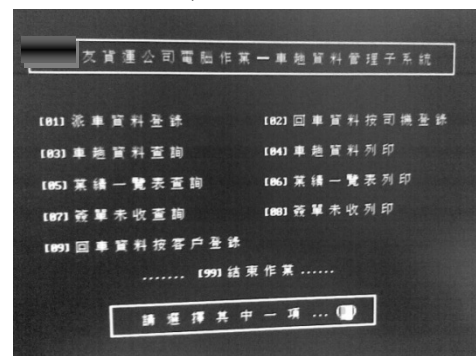 友貨運公司電腦作業一車趟資料管理子系統
[01] 派車資料登錄 [02] 回車資料按司機登錄
[03] 車趟資料查詢 [04] 車趟資料列印
[05] 業績一覽表查詢 [06] 業績一覽表列印
[07] 簽單未收查詢 [08] 簽單未收列印
[09] 回車資料按客戶登錄
....... [99] 結束作業 ......
請選擇其中一項 ...